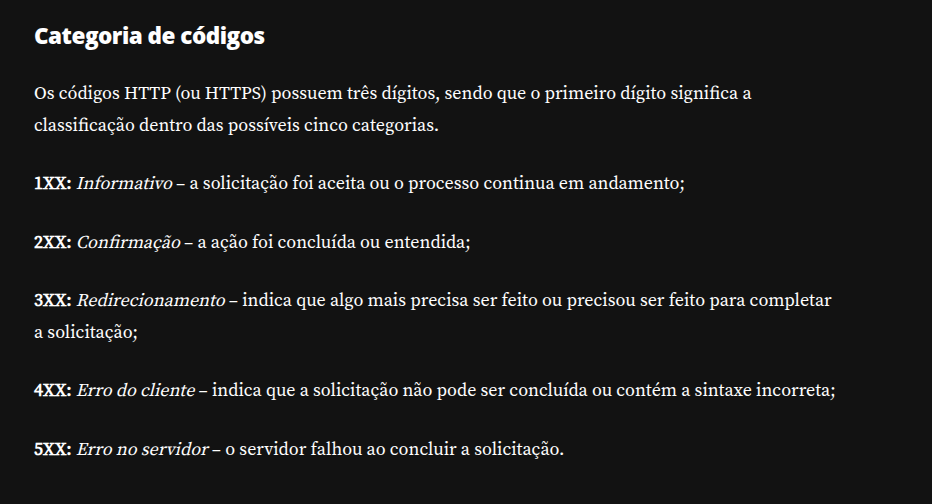 Categoria de códigos
Os códigos HTTP (ou HTTPS) possuem três dígitos, sendo que o primeiro dígito significa a
classificação dentro das possíveis cinco categorias.
1XX: Informativo – a solicitação foi aceita ou o processo continua em andamento;
2XX: Confirmação – a ação foi concluída ou entendida;
3XX: Redirecionamento – indica que algo mais precisa ser feito ou precisou ser feito para completar
a solicitação;
4XX: Erro do cliente – indica que a solicitação não pode ser concluída ou contém a sintaxe incorreta;
5XX: Erro no servidor – o servidor falhou ao concluir a solicitação.